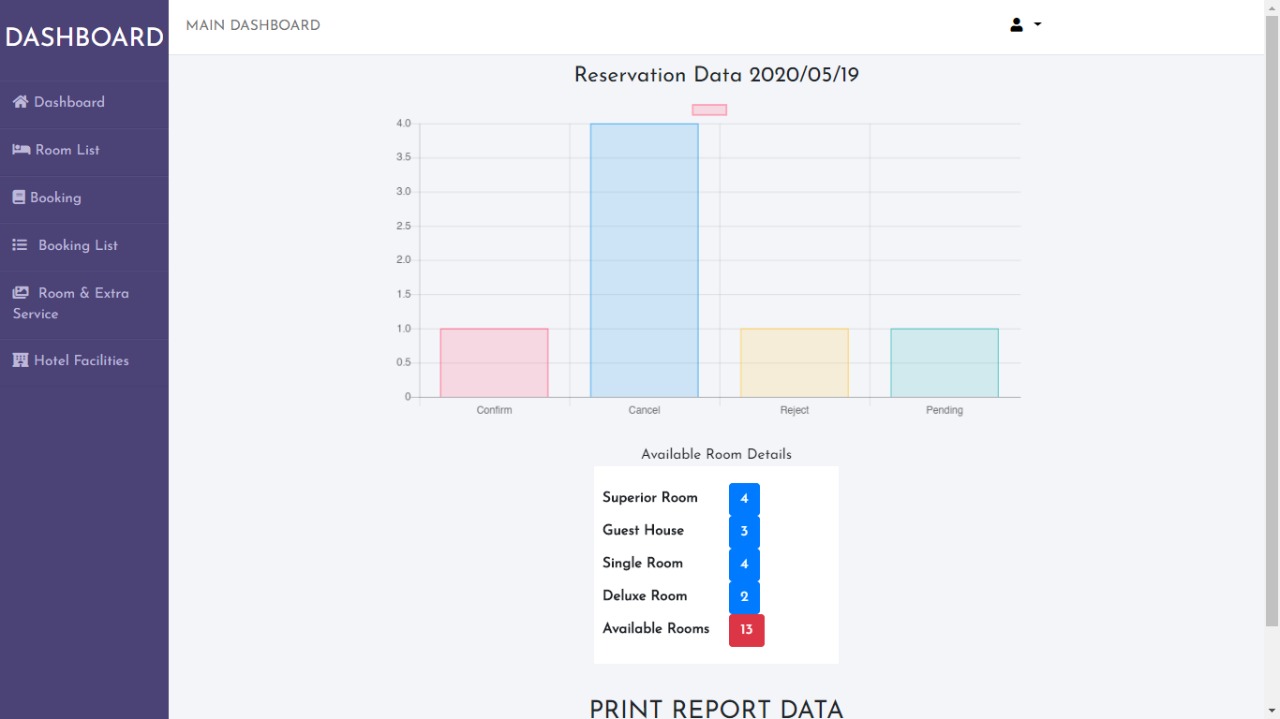 DASHBOARD
MAIN DASHBOARD
Dashboard
Room List
Booking
Booking List
Room & Extra
Service
Hotel Facilities
Reservation Data 2020/05/19
4.0
3.5
3.0
2.5
2.0
1.5
1.0
0.5
0
Confirm
Cancel
Reject
Pending
Available Room Details
Superior Room 4
Guest House 3
Single Room 4
Deluxe Room 2
Available Rooms 13
PRINT REPORT DATA